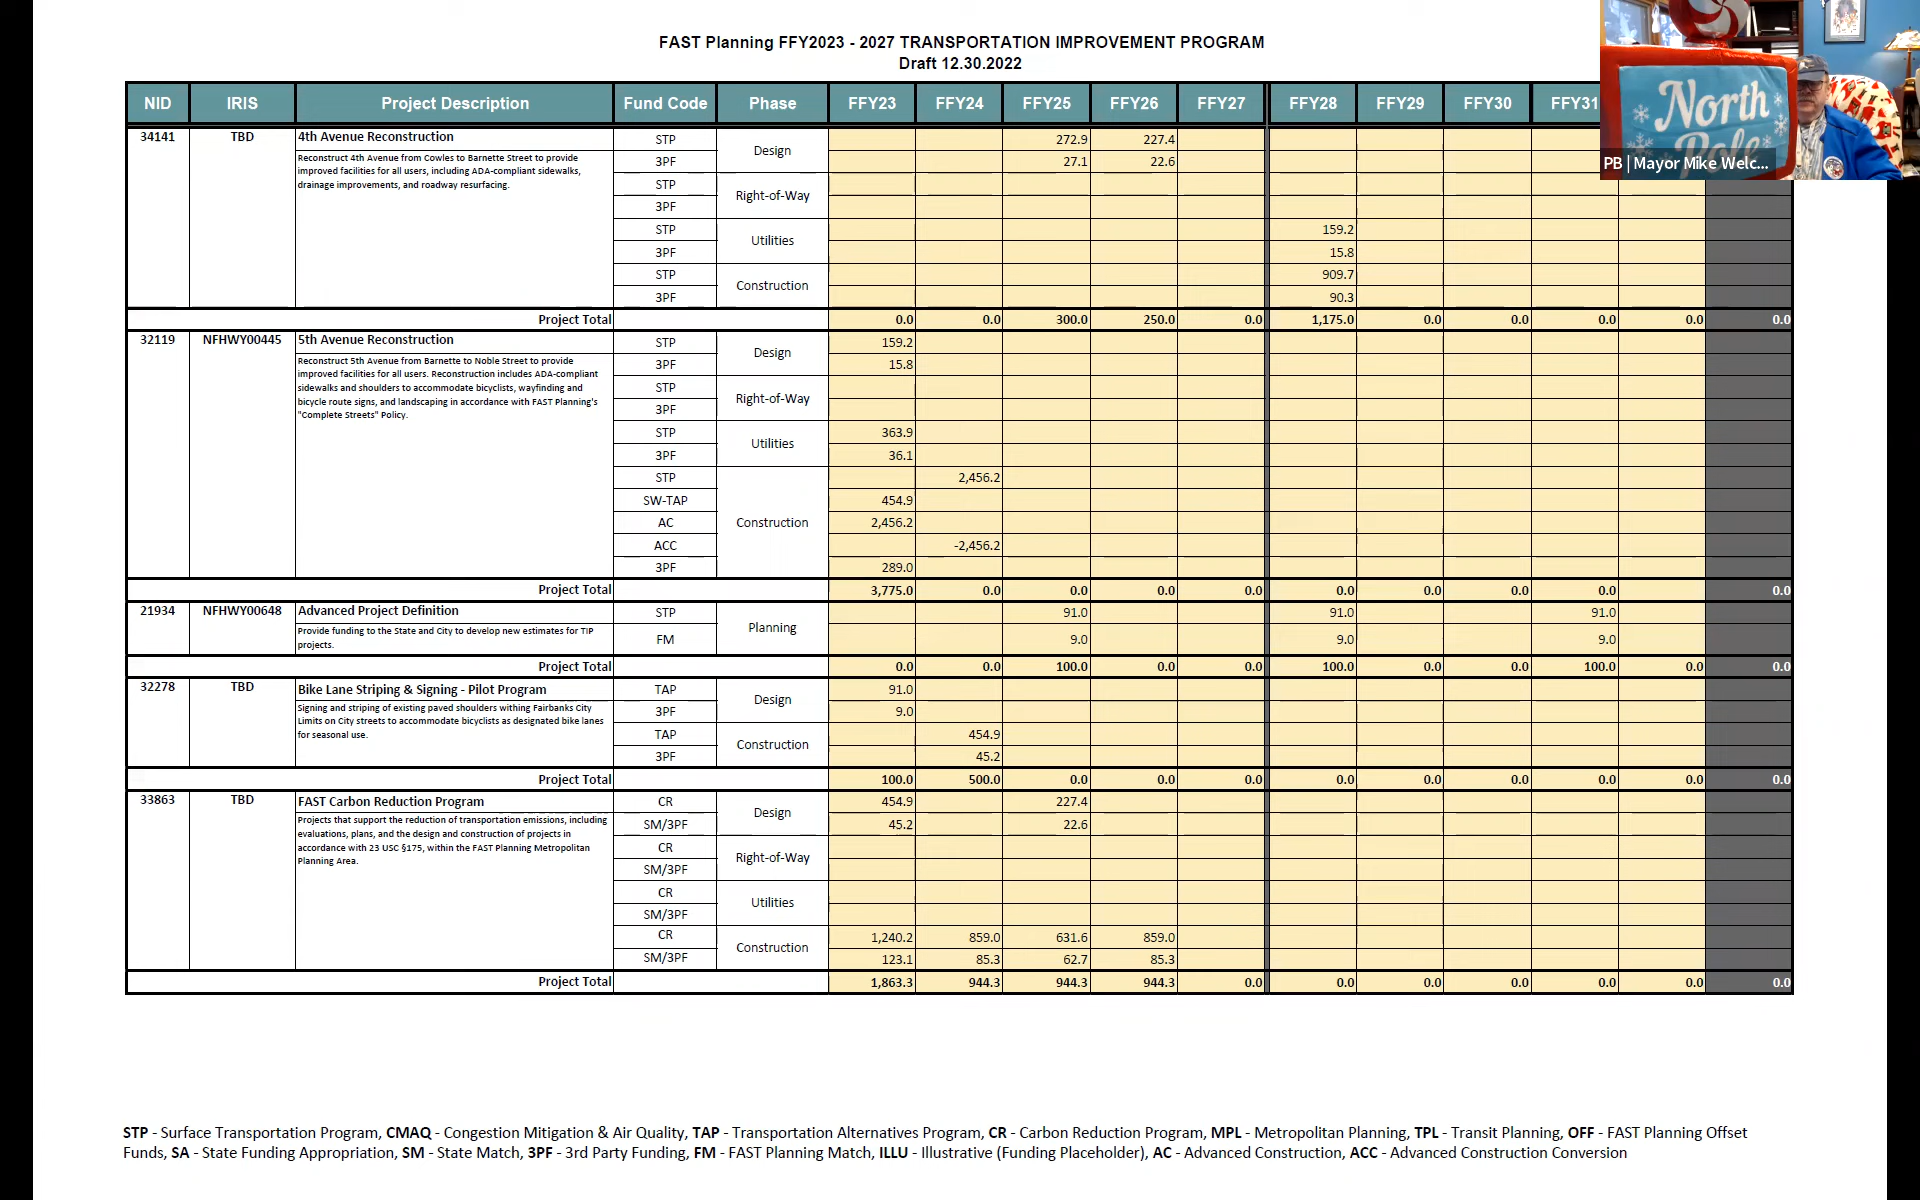 FAST Planning FFY2023 - 2027 TRANSPORTATION IMPROVEMENT PROGRAM
Draft 12.30.2022
North
Pole
PB | Mayor Mike Welc...
NID IRIS Project Description Fund Code Phase FFY23 FFY24 FFY25 FFY26 FFY27 FFY28 FFY29 FFY30 FFY31
34141 TBD 4th Avenue Reconstruction STP Design 272.9 227.4
Reconstruct 4th Avenue from Cowles to Barnette Street to provide
improved facilities for all users, including ADA-compliant sidewalks,
drainage improvements, and roadway resurfacing.
3PF 27.1 22.6
STP Right-of-Way
3PF
STP Utilities 159.2
3PF 15.8
STP Construction 909.7
3PF 90.3
Project Total 0.0 0.0 300.0 250.0 0.0 1,175.0 0.0 0.0 0.0 0.0 0.0
32119 NFHWY00445 5th Avenue Reconstruction STP Design 159.2
Reconstruct 5th Avenue from Barnette to Noble Street to provide
improved facilities for all users. Reconstruction includes ADA-compliant
sidewalks and shoulders to accommodate bicyclists, wayfinding and
bicycle route signs, and landscaping in accordance with FAST Planning's
"Complete Streets" Policy.
3PF 15.8
STP Right-of-Way
3PF
STP Utilities 363.9
3PF 36.1
STP 2,456.2
SW-TAP 454.9
AC Construction 2,456.2
ACC -2,456.2
3PF 289.0
Project Total 3,775.0 0.0 0.0 0.0 0.0 0.0 0.0 0.0 0.0 0.0
21934 NFHWY00648 Advanced Project Definition STP Planning 91.0 91.0 91.0
Provide funding to the State and City to develop new estimates for TIP
projects.
FM 9.0 9.0 9.0
Project Total 0.0 0.0 100.0 0.0 0.0 100.0 0.0 0.0 100.0 0.0 0.0
32278 TBD Bike Lane Striping & Signing - Pilot Program TAP Design 91.0
Signing and striping of existing paved shoulders withing Fairbanks City
Limits on City streets to accommodate bicyclists as designated bike lanes
for seasonal use.
3PF 9.0
TAP Construction 454.9
3PF 45.2
Project Total 100.0 500.0 0.0 0.0 0.0 0.0 0.0 0.0 0.0 0.0 0.0
33863 TBD FAST Carbon Reduction Program CR Design 454.9 227.4
Projects that support the reduction of transportation emissions, including
evaluations, plans, and the design and construction of projects in
accordance with 23 USC §175, within the FAST Planning Metropolitan
Planning Area.
SM/3PF 45.2 22.6
CR Right-of-Way
SM/3PF
CR Utilities
SM/3PF
CR Construction 1,240.2 859.0 631.6 859.0
SM/3PF 123.1 85.3 62.7 85.3
Project Total 1,863.3 944.3 944.3 944.3 0.0 0.0 0.0 0.0 0.0 0.0 0.0
STP - Surface Transportation Program, CMAQ - Congestion Mitigation & Air Quality, TAP - Transportation Alternatives Program, CR - Carbon Reduction Program, MPL - Metropolitan Planning, TPL - Transit Planning, OFF - FAST Planning Offset
Funds, SA - State Funding Appropriation, SM - State Match, 3PF - 3rd Party Funding, FM - FAST Planning Match, ILLU - Illustrative (Funding Placeholder), AC - Advanced Construction, ACC - Advanced Construction Conversion